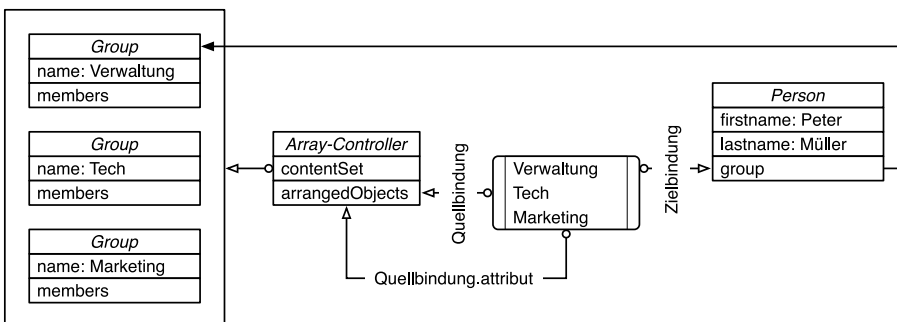 Group
name: Verwaltung
members
Group
name: Tech
members
Group
name: Marketing
members
Array-Controller
contentSet
arrangedObjects
Quellbindung
Quellbindung.attribut
Verwaltung
Tech
Marketing
Zielbindung
Person
firstname: Peter
lastname: Müller
group